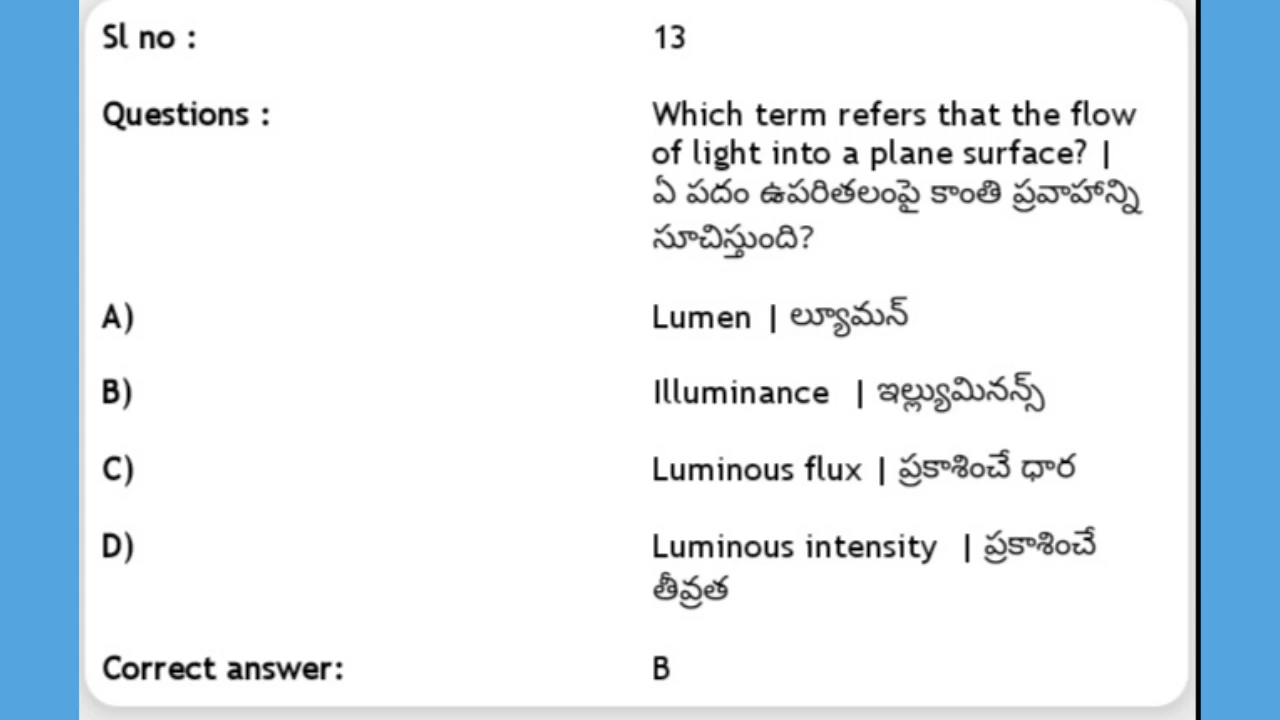 Sl no : 13
Questions : Which term refers that the flow
of light into a plane surface? |
ఏ పదం ఉపరితలంపై కాంతి ప్రవాహాన్ని
సూచిస్తుంది?
A) Lumen | ల్యూమన్
B) Illuminance | ఇల్ల్యుమినన్స్
C) Luminous flux | ప్రకాశించే ధార
D) Luminous intensity | ప్రకాశించే
తీవ్రత
Correct answer: B